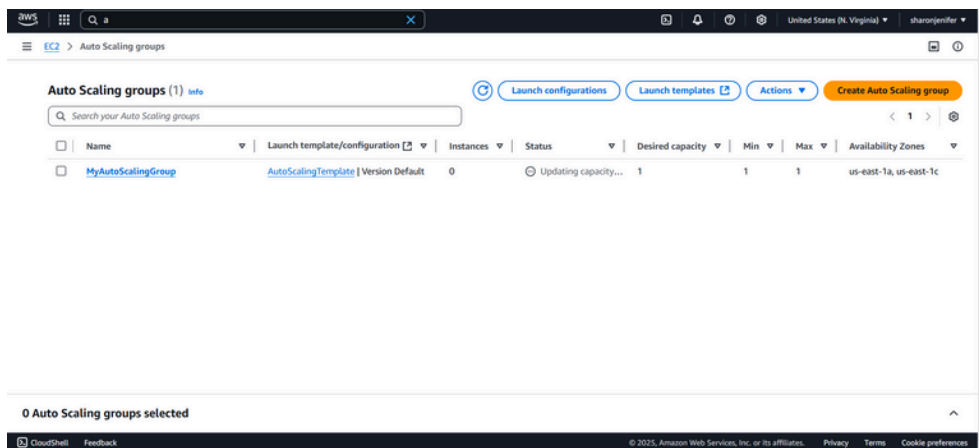 aws a United States (N. Virginia) sharonjenifer
EC2 > Auto Scaling groups
Auto Scaling groups (1) Info Launch configurations Launch templates Actions Create Auto Scaling group
Search your Auto Scaling groups 1
Name Launch template/configuration Instances Status Desired capacity Min Max Availability Zones
MyAutoScalingGroup AutoScalingTemplate | Version Default 0 Updating capacity... 1 1 1 us-east-1a, us-east-1c
0 Auto Scaling groups selected
CloudShell Feedback © 2025, Amazon Web Services, Inc. or its affiliates. Privacy Terms Cookie preferences